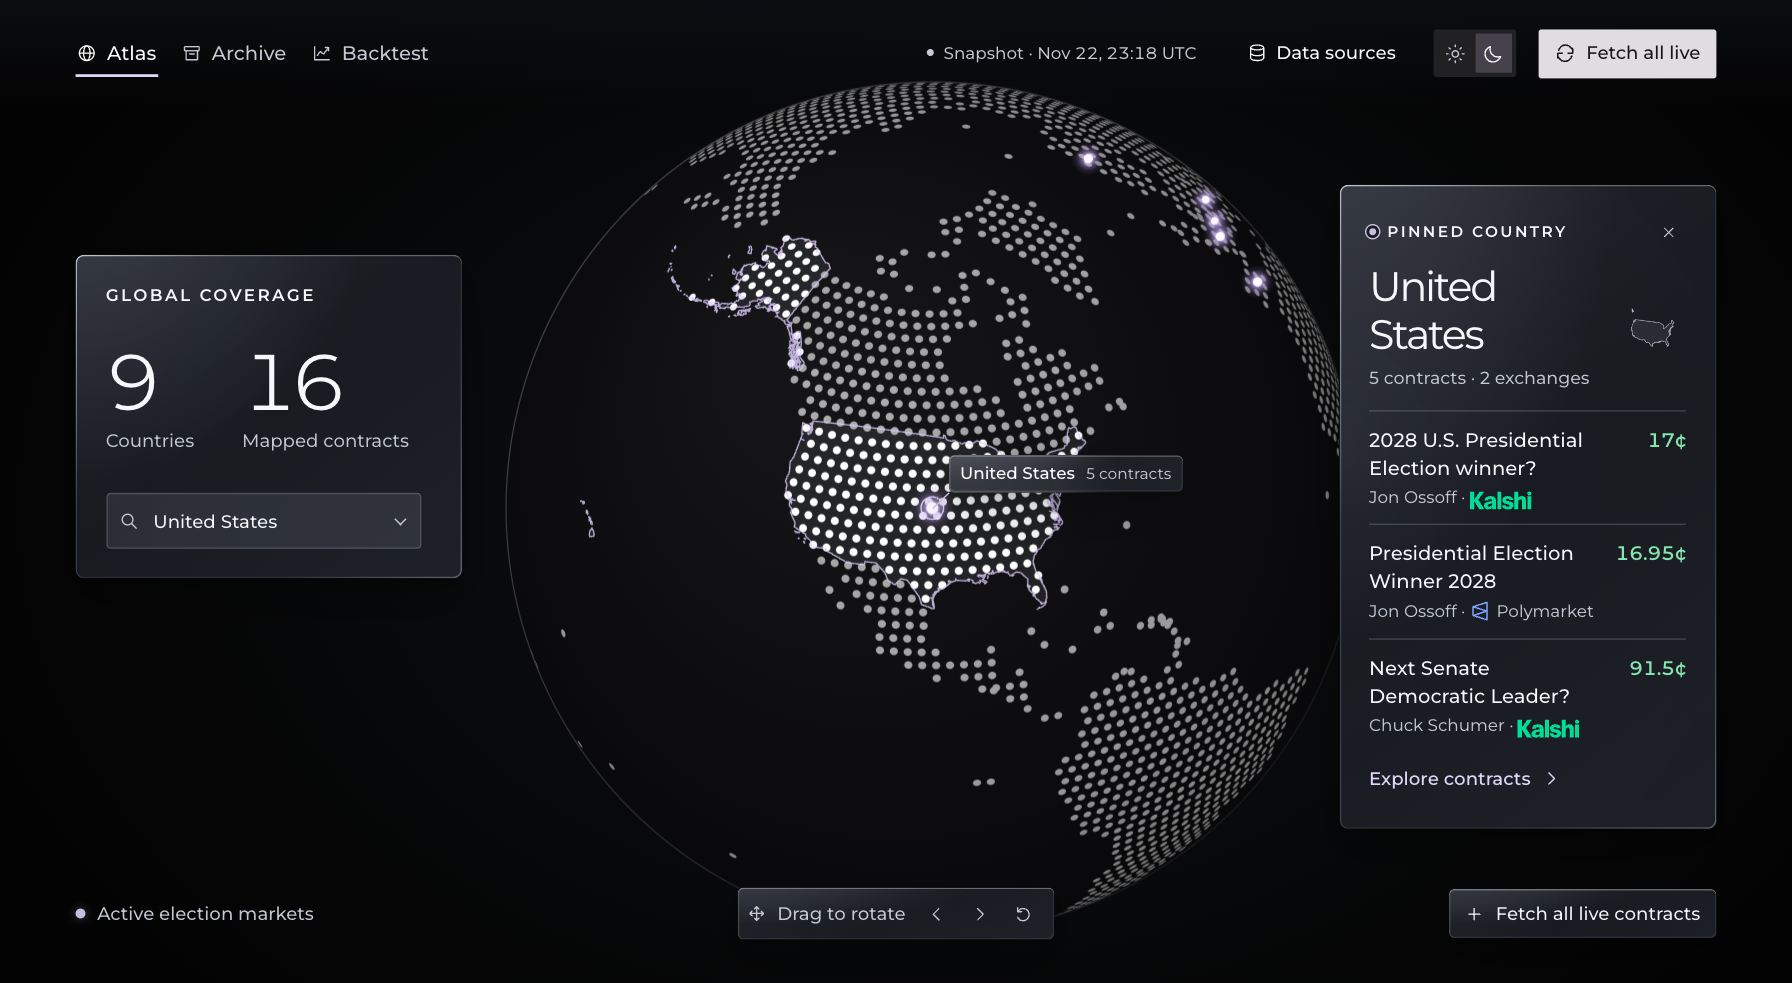 Atlas
Archive
Backtest
Snapshot · Nov 22, 23:18 UTC
Data sources
Fetch all live
GLOBAL COVERAGE
9
16
Countries
Mapped contracts
United States
United States 5 contracts
PINNED COUNTRY
United
States
5 contracts · 2 exchanges
2028 U.S. Presidential
Election winner?
17¢
Jon Ossoff · Kalshi
Presidential Election
Winner 2028
16.95¢
Jon Ossoff · Polymarket
Next Senate
Democratic Leader?
91.5¢
Chuck Schumer · Kalshi
Explore contracts
Active election markets
Drag to rotate
Fetch all live contracts